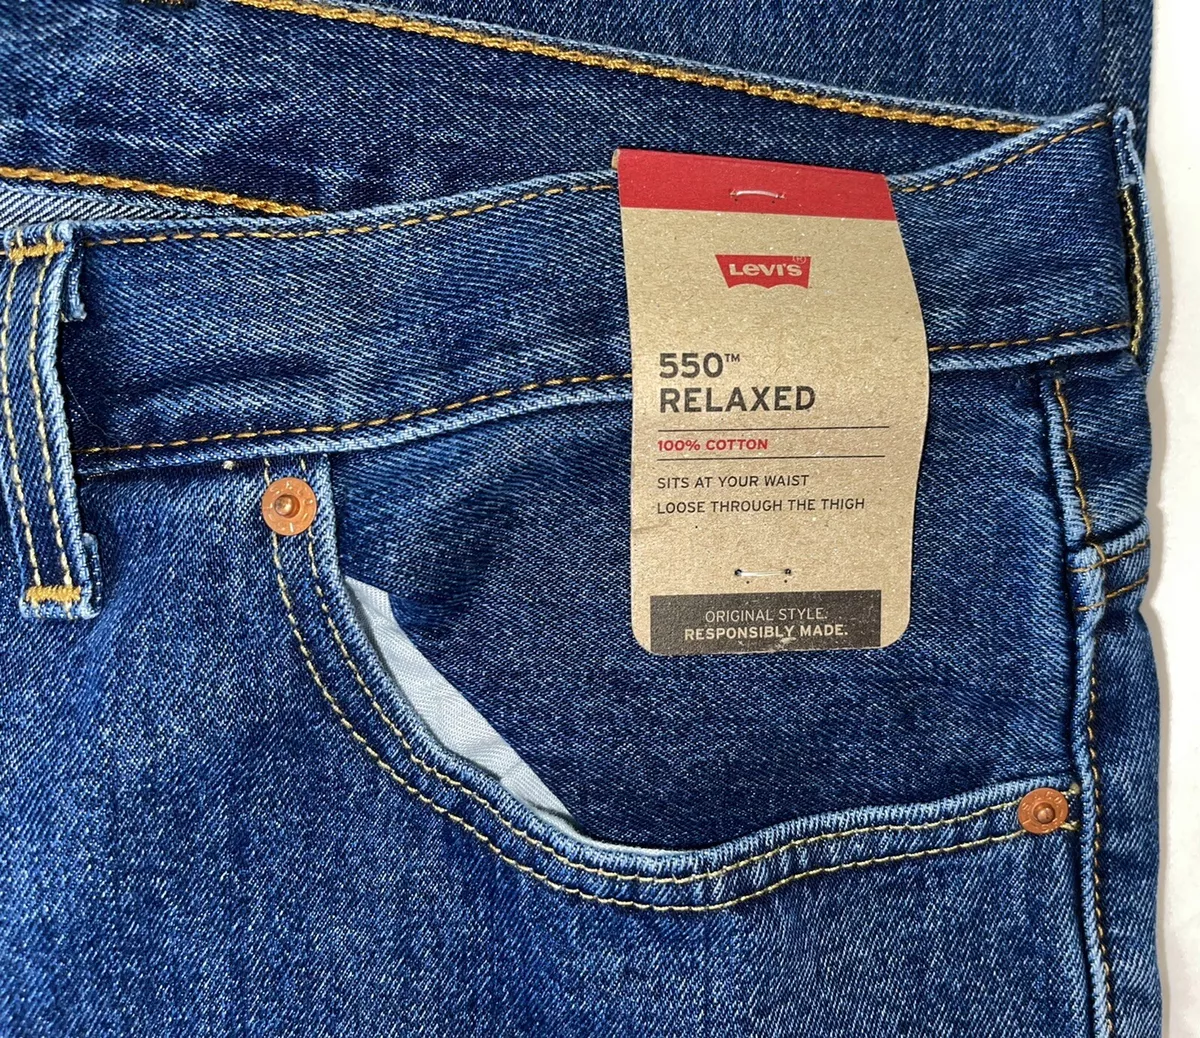 LEVI'S®
550™
RELAXED
100% COTTON
SITS AT YOUR WAIST
LOOSE THROUGH THE THIGH
ORIGINAL STYLE.
RESPONSIBLY MADE.